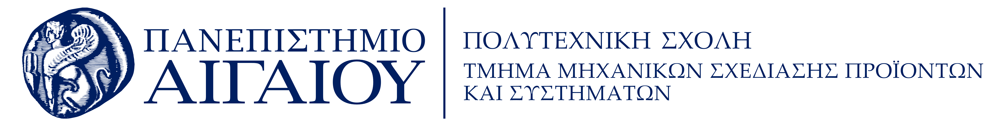 ΠΑΝΕΠΙΣΤΗΜΙΟ
ΑΙΓΑΙΟΥ
ΠΟΛΥΤΕΧΝΙΚΗ ΣΧΟΛΗ
ΤΜΗΜΑ ΜΗΧΑΝΙΚΩΝ ΣΧΕΔΙΑΣΗΣ ΠΡΟΪΟΝΤΩΝ
ΚΑΙ ΣΥΣΤΗΜΑΤΩΝ